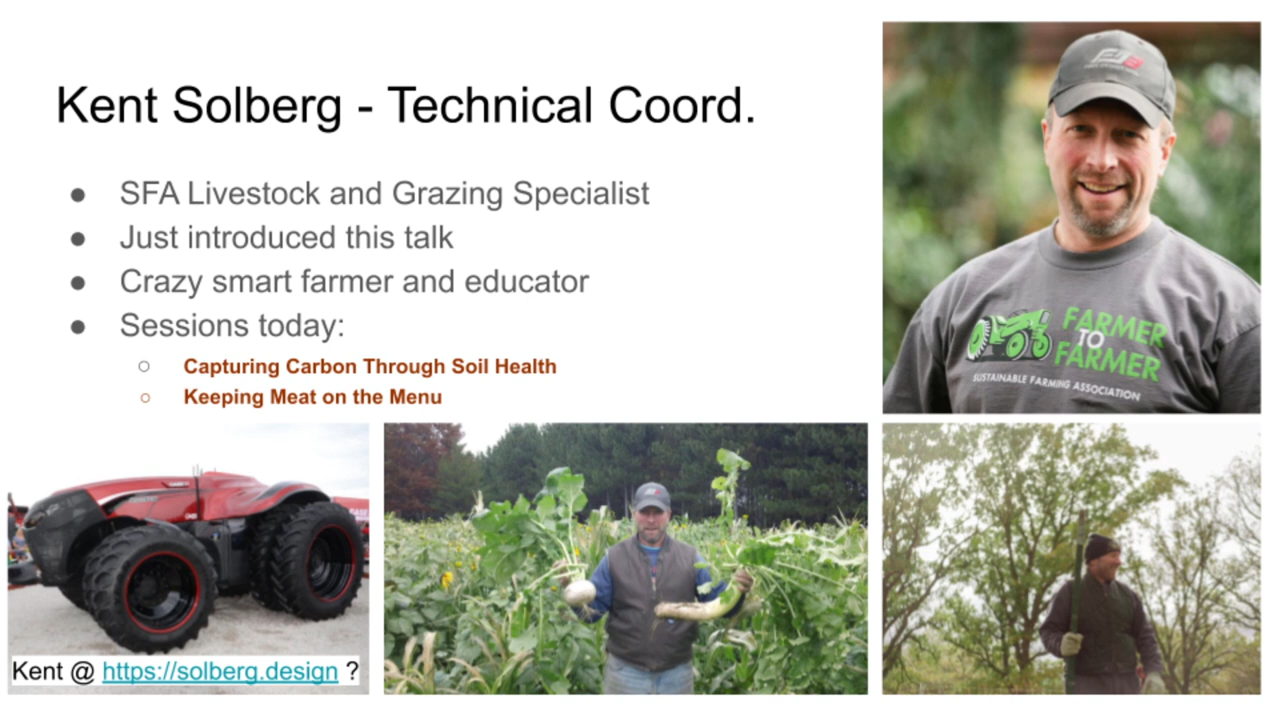 Kent Solberg - Technical Coord.
● SFA Livestock and Grazing Specialist
● Just introduced this talk
● Crazy smart farmer and educator
● Sessions today:
○ Capturing Carbon Through Soil Health
○ Keeping Meat on the Menu
FARMER
TO
FARMER
SUSTAINABLE FARMING ASSOCIATION
Kent @ https://solberg.design ?